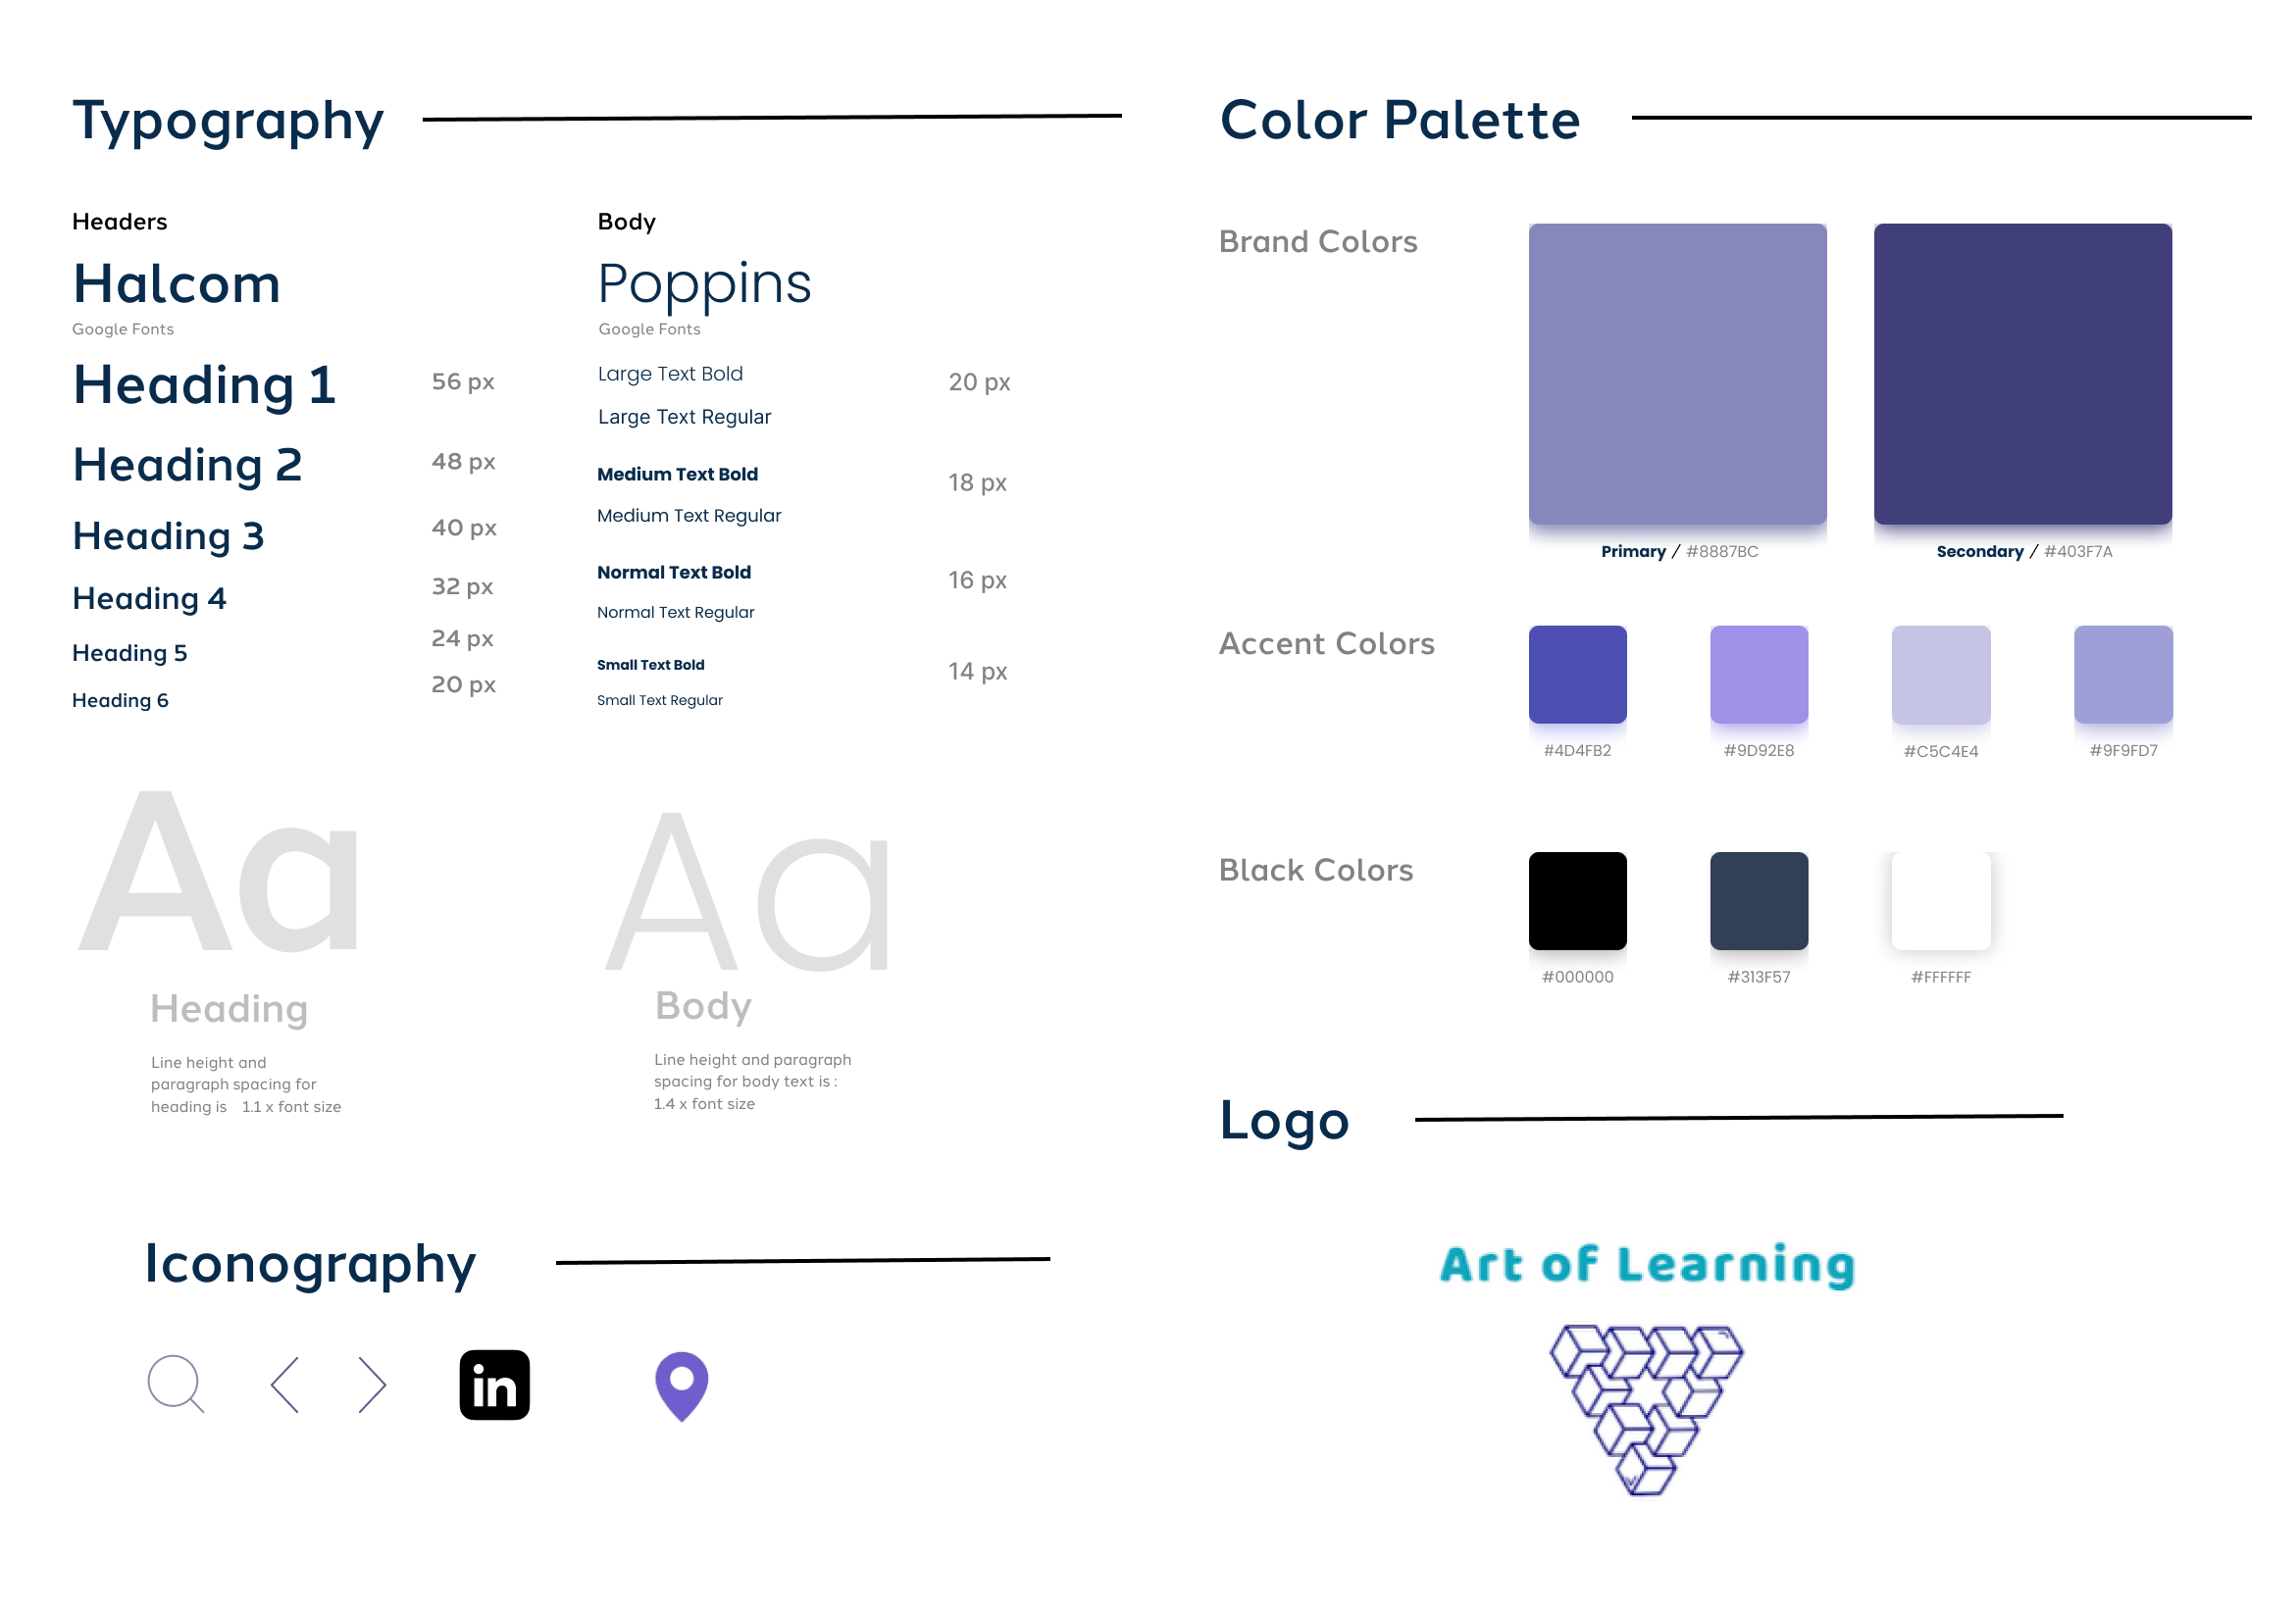 Typography
Headers
Halcom
Google Fonts
Heading 1
56 px
Heading 2
48 px
Heading 3
40 px
Heading 4
32 px
Heading 5
24 px
Heading 6
20 px
Body
Poppins
Google Fonts
Large Text Bold
20 px
Large Text Regular
Medium Text Bold
18 px
Medium Text Regular
Normal Text Bold
16 px
Normal Text Regular
Small Text Bold
14 px
Small Text Regular
Aa
Heading
Line height and
paragraph spacing for
heading is 1.1 x font size
Aa
Body
Line height and paragraph
spacing for body text is :
1.4 x font size
Iconography
in
Color Palette
Brand Colors
Primary / #8887BC
Secondary / #403F7A
Accent Colors
#4D4FB2
#9D92E8
#C5C4E4
#9F9FD7
Black Colors
#000000
#313F57
#FFFFFF
Logo
Art of Learning